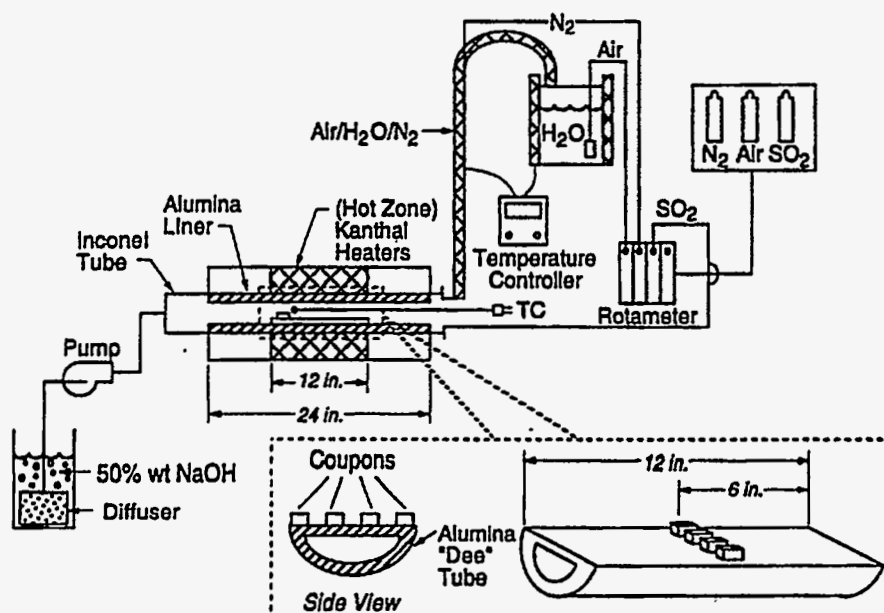 N₂
Air
Air/H₂O/N₂
H₂O
N₂ Air SO₂
SO₂
Alumina
Liner
(Hot Zone)
Kanthal
Heaters
Inconel
Tube
Temperature
Controller
TC
Rotameter
Pump
12 in.
24 in.
50% wt NaOH
Diffuser
Coupons
Alumina
"Dee"
Tube
Side View
12 in.
6 in.